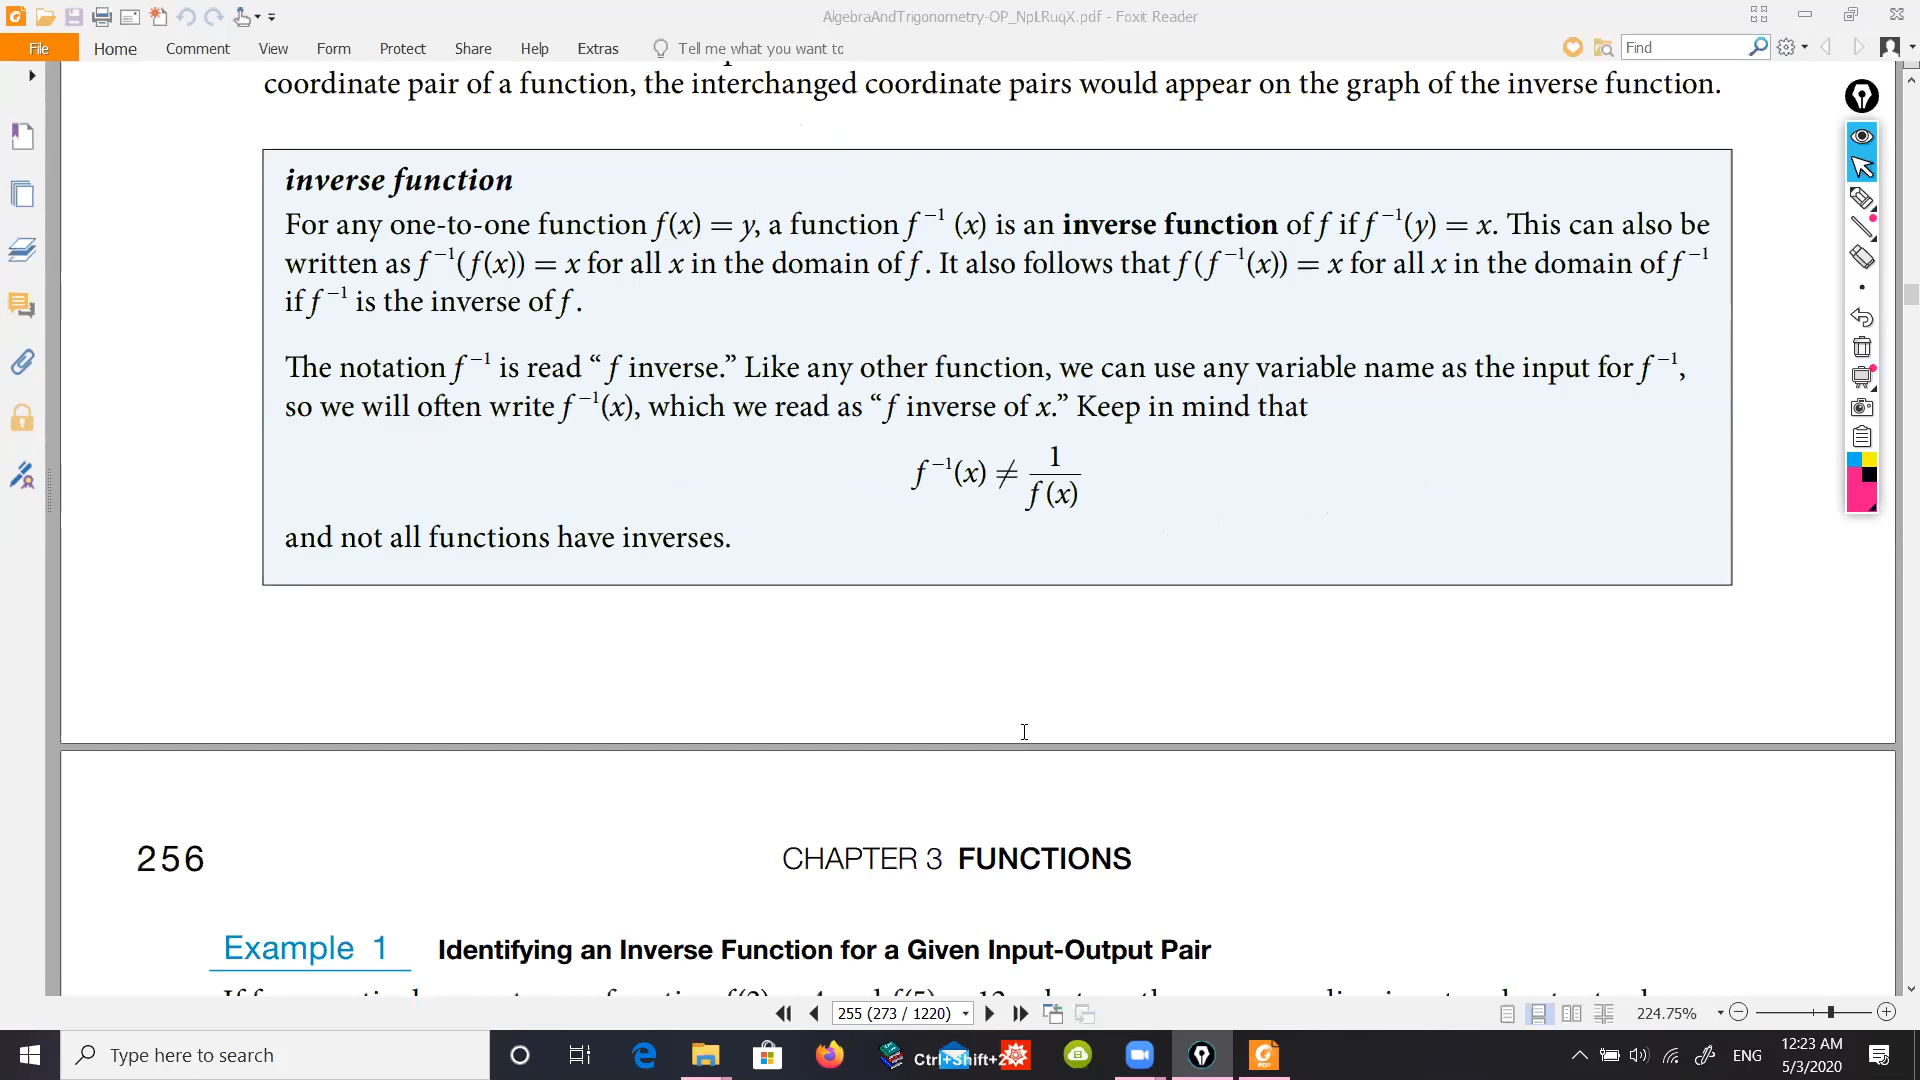 AlgebraAndTrigonometry-OP_NpLRuqX.pdf - Foxit Reader
File Home Comment View Form Protect Share Help Extras Tell me what you want to Find
coordinate pair of a function, the interchanged coordinate pairs would appear on the graph of the inverse function.
inverse function
For any one-to-one function f(x) = y, a function f⁻¹ (x) is an inverse function of f if f⁻¹(y) = x. This can also be
written as f⁻¹(f(x)) = x for all x in the domain of f. It also follows that f(f⁻¹(x)) = x for all x in the domain of f⁻¹
if f⁻¹ is the inverse of f.
The notation f⁻¹ is read “f inverse.” Like any other function, we can use any variable name as the input for f⁻¹,
so we will often write f⁻¹(x), which we read as “f inverse of x.” Keep in mind that
f⁻¹(x) ≠ 1/f(x)
and not all functions have inverses.
256 CHAPTER 3 FUNCTIONS
Example 1 Identifying an Inverse Function for a Given Input-Output Pair
255 (273 / 1220) 224.75%
Type here to search Ctrl+Shift+2 ENG 12:23 AM
5/3/2020